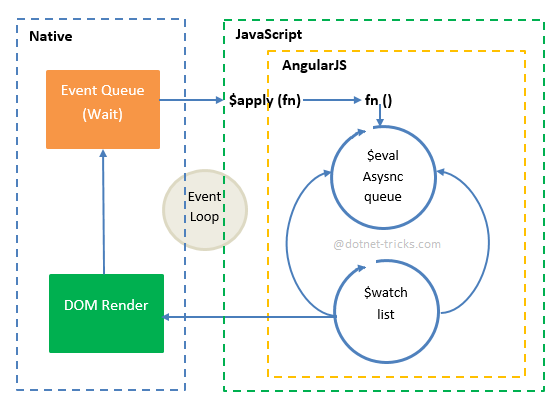 Native
JavaScript
AngularJS
Event Queue
(Wait)
$apply (fn)
fn ()
$eval
Asysnc
queue
Event
Loop
@dotnet-tricks.com
DOM Render
$watch
list